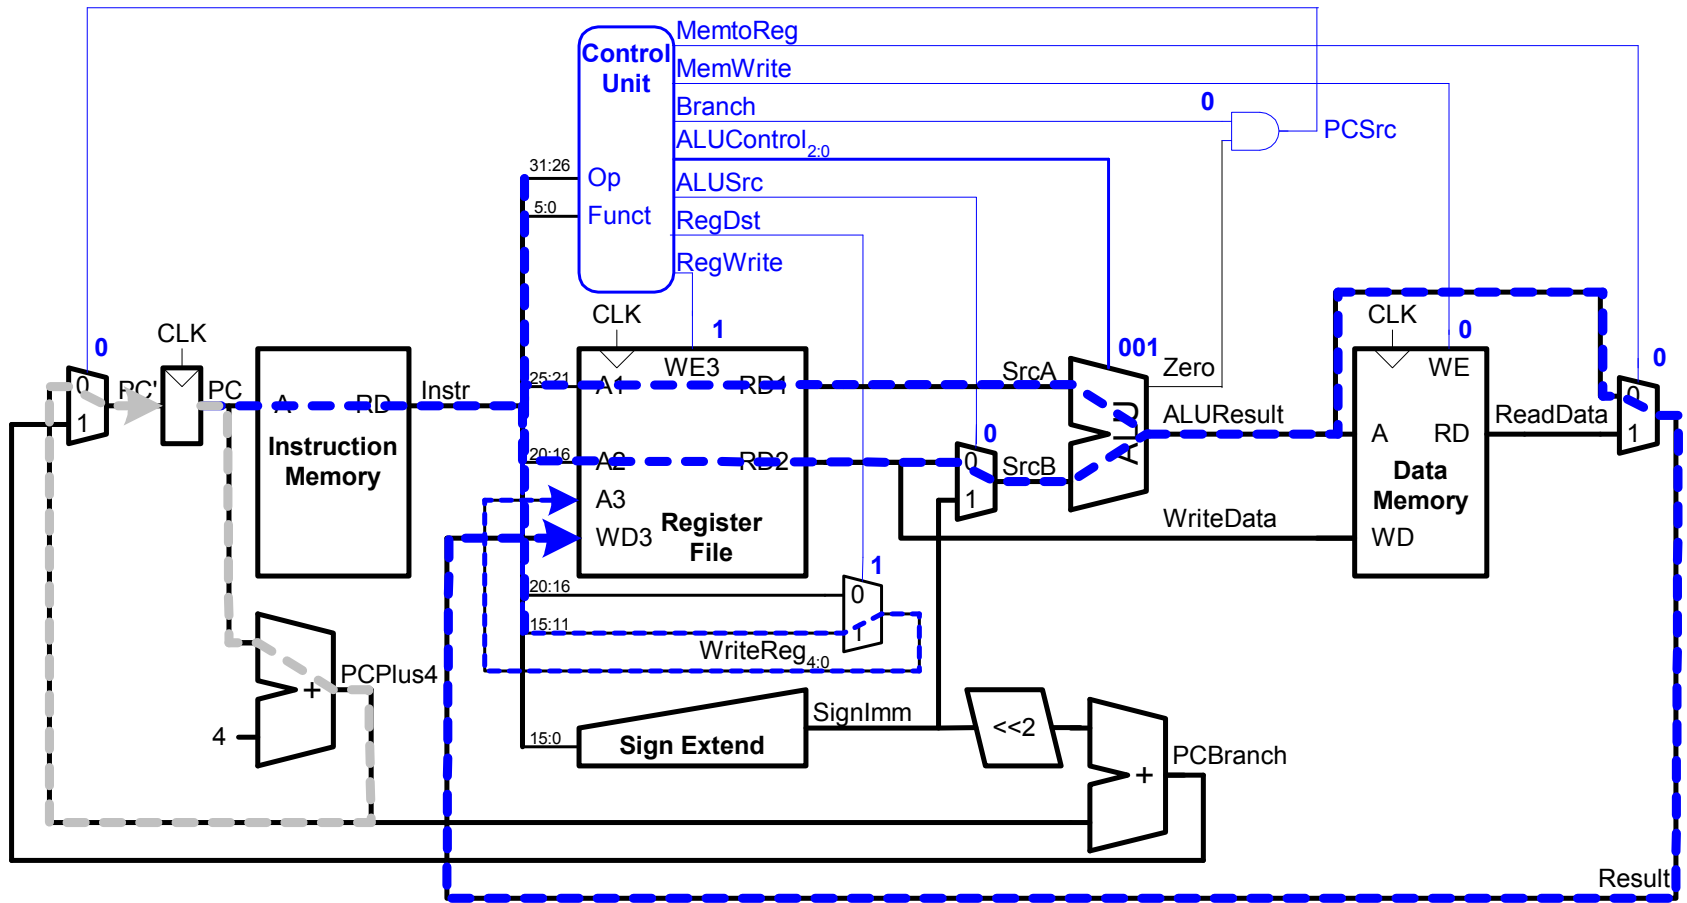 MemtoReg
Control
Unit
MemWrite
Branch
0
PCSrc
ALUControl2:0
31:26
Op
ALUSrc
5:0
Funct
RegDst
RegWrite
CLK
CLK
CLK
0
1
001
0
0
0
PC'
PC
A
RD
Instr
25:21
A1
WE3
RD1
SrcA
Zero
WE
0
1
Instruction
Memory
20:16
A2
RD2
0
0
1
SrcB
ALU
ALUResult
A
RD
ReadData
1
Data
Memory
A3
WD3
Register
File
WriteData
WD
20:16
1
0
15:11
1
WriteReg4:0
PCPlus4
+
4
15:0
Sign Extend
SignImm
<<2
PCBranch
+
Result